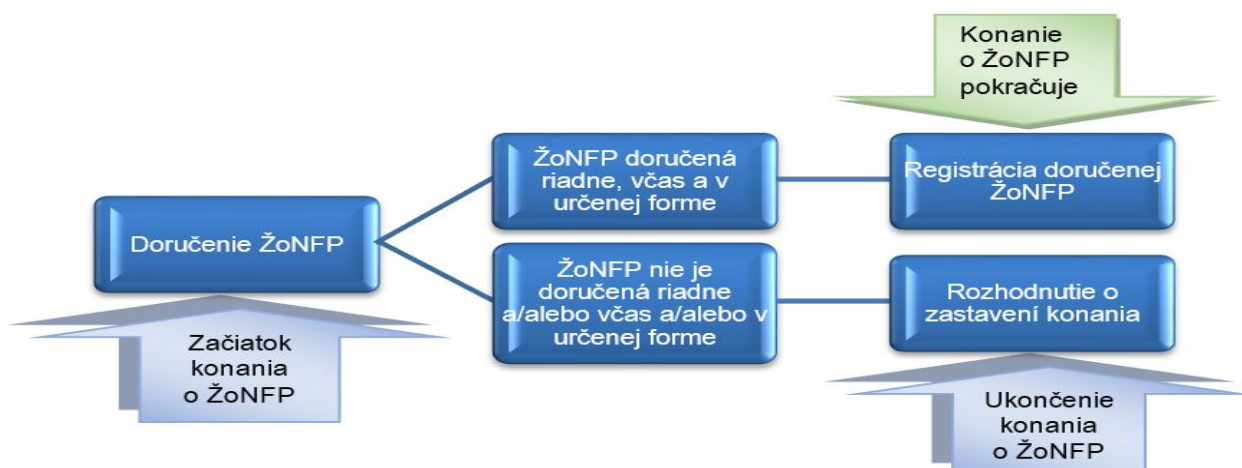 Konanie
o ŽoNFP
pokračuje
ŽoNFP doručená
riadne, včas a v
určenej forme
Registrácia doručenej
ŽoNFP
Doručenie ŽoNFP
ŽoNFP nie je
doručená riadne
a/alebo včas a/alebo v
určenej forme
Rozhodnutie o
zastavení konania
Začiatok
konania
o ŽoNFP
Ukončenie
konania
o ŽoNFP